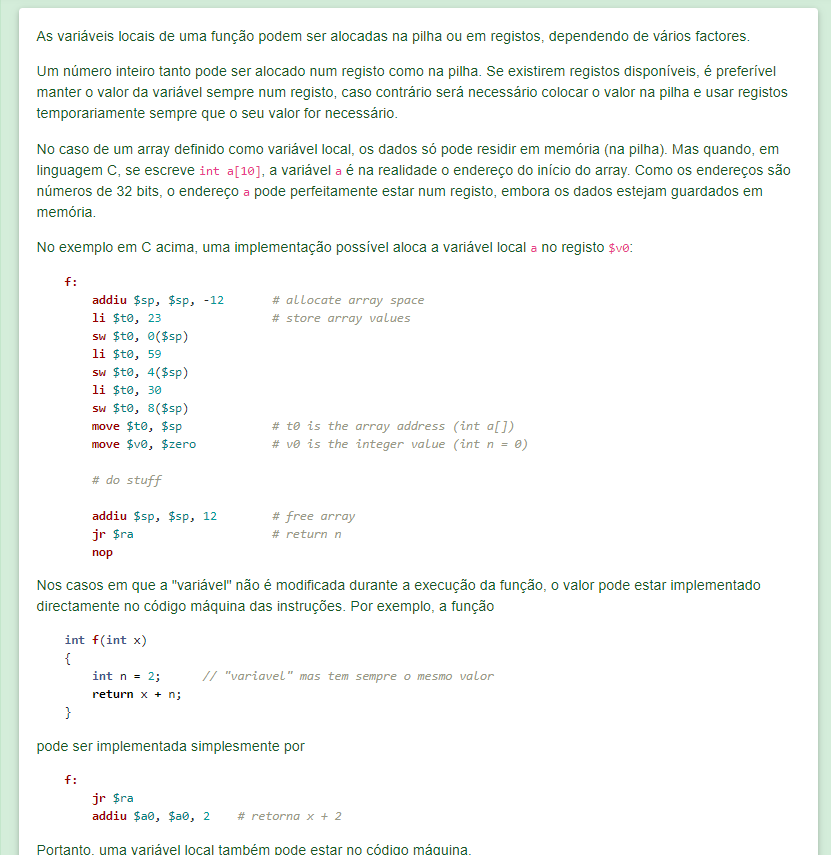 As variáveis locais de uma função podem ser alocadas na pilha ou em registos, dependendo de vários factores.
Um número inteiro tanto pode ser alocado num registo como na pilha. Se existirem registos disponíveis, é preferível
manter o valor da variável sempre num registo, caso contrário será necessário colocar o valor na pilha e usar registos
temporariamente sempre que o seu valor for necessário.
No caso de um array definido como variável local, os dados só pode residir em memória (na pilha). Mas quando, em
linguagem C, se escreve int a[10], a variável a é na realidade o endereço do início do array. Como os endereços são
números de 32 bits, o endereço a pode perfeitamente estar num registo, embora os dados estejam guardados em
memória.
No exemplo em C acima, uma implementação possível aloca a variável local a no registo $v0:
f:
addiu $sp, $sp, -12 # allocate array space
li $t0, 23 # store array values
sw $t0, 0($sp)
li $t0, 59
sw $t0, 4($sp)
li $t0, 30
sw $t0, 8($sp)
move $t0, $sp # t0 is the array address (int a[])
move $v0, $zero # v0 is the integer value (int n = 0)
# do stuff
addiu $sp, $sp, 12 # free array
jr $ra # return n
nop
Nos casos em que a "variável" não é modificada durante a execução da função, o valor pode estar implementado
directamente no código máquina das instruções. Por exemplo, a função
int f(int x)
{
int n = 2; // "variavel" mas tem sempre o mesmo valor
return x + n;
}
pode ser implementada simplesmente por
f:
jr $ra
addiu $a0, $a0, 2 # retorna x + 2
Portanto, uma variável local também pode estar no código máquina.